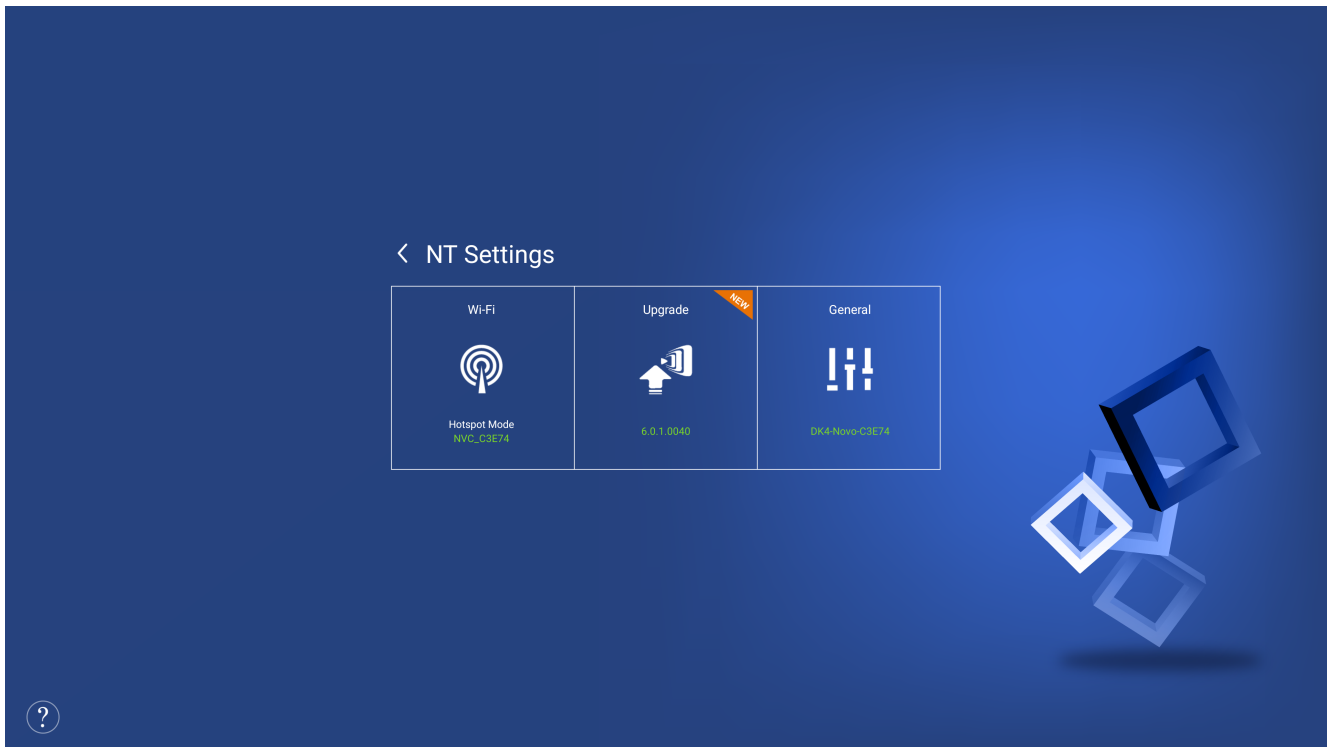 NT Settings
Wi-Fi
Hotspot Mode
NVC_C3E74
Upgrade
NEW
6.0.1.0040
General
DK4-Novo-C3E74
?